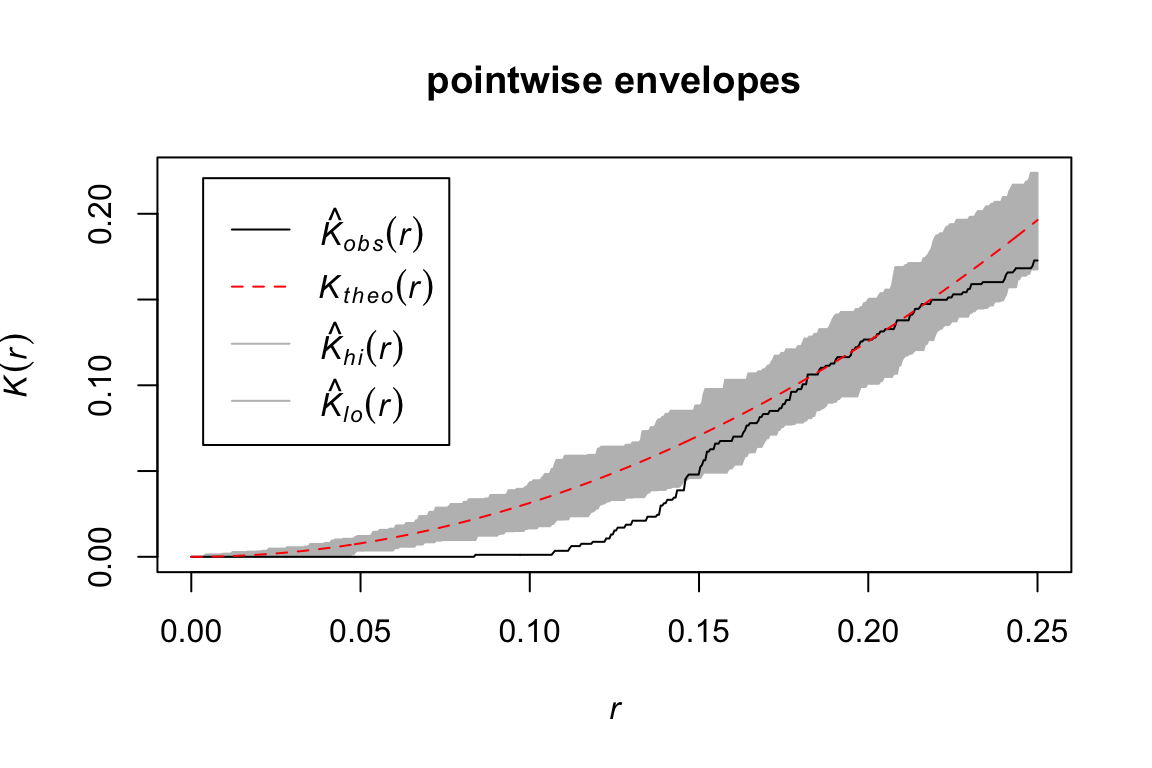 pointwise envelopes
K̂obs(r)
Ktheo(r)
K̂hi(r)
K̂lo(r)
K(r)
0.20
0.10
0.00
0.00 0.05 0.10 0.15 0.20 0.25
r